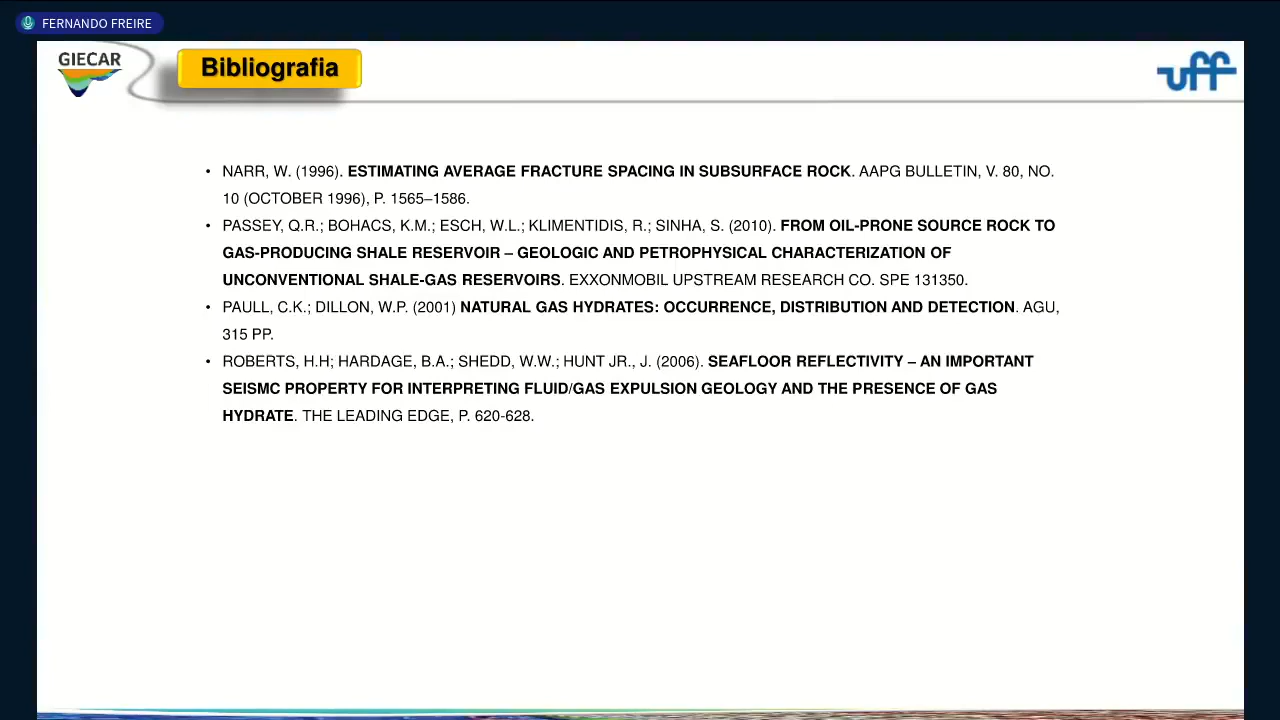 FERNANDO FREIRE
GIECAR
Bibliografia
uff
• NARR, W. (1996). ESTIMATING AVERAGE FRACTURE SPACING IN SUBSURFACE ROCK. AAPG BULLETIN, V. 80, NO.
10 (OCTOBER 1996), P. 1565–1586.
• PASSEY, Q.R.; BOHACS, K.M.; ESCH, W.L.; KLIMENTIDIS, R.; SINHA, S. (2010). FROM OIL-PRONE SOURCE ROCK TO
GAS-PRODUCING SHALE RESERVOIR – GEOLOGIC AND PETROPHYSICAL CHARACTERIZATION OF
UNCONVENTIONAL SHALE-GAS RESERVOIRS. EXXONMOBIL UPSTREAM RESEARCH CO. SPE 131350.
• PAULL, C.K.; DILLON, W.P. (2001) NATURAL GAS HYDRATES: OCCURRENCE, DISTRIBUTION AND DETECTION. AGU,
315 PP.
• ROBERTS, H.H; HARDAGE, B.A.; SHEDD, W.W.; HUNT JR., J. (2006). SEAFLOOR REFLECTIVITY – AN IMPORTANT
SEISMC PROPERTY FOR INTERPRETING FLUID/GAS EXPULSION GEOLOGY AND THE PRESENCE OF GAS
HYDRATE. THE LEADING EDGE, P. 620-628.